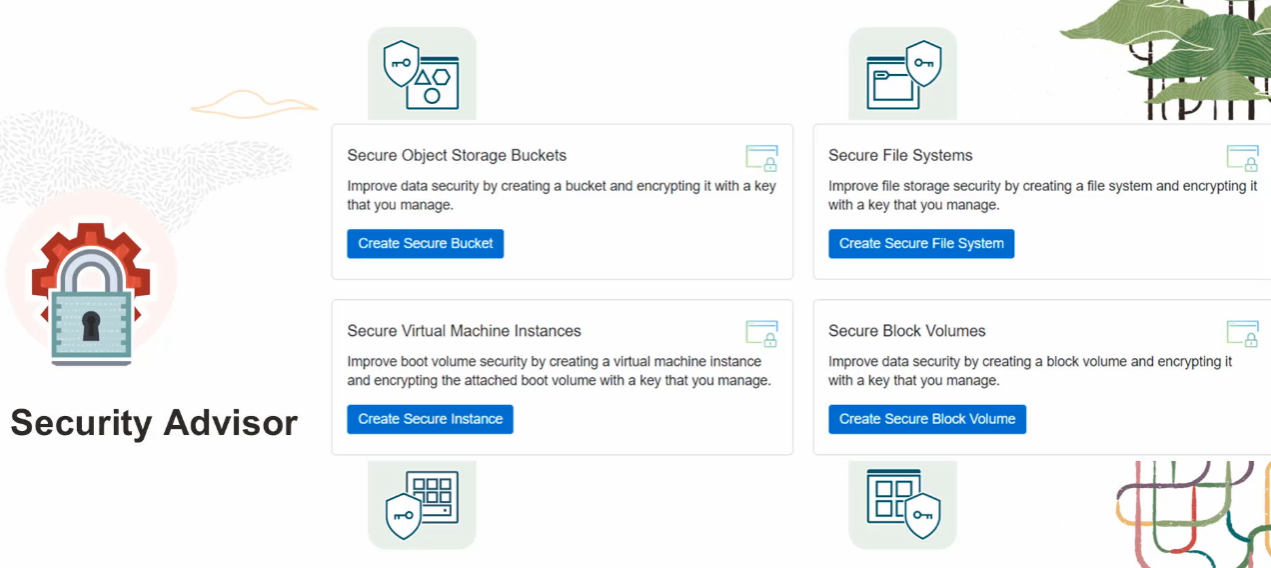 Security Advisor
Secure Object Storage Buckets
Improve data security by creating a bucket and encrypting it with a key
that you manage.
Create Secure Bucket
Secure File Systems
Improve file storage security by creating a file system and encrypting it
with a key that you manage.
Create Secure File System
Secure Virtual Machine Instances
Improve boot volume security by creating a virtual machine instance
and encrypting the attached boot volume with a key that you manage.
Create Secure Instance
Secure Block Volumes
Improve data security by creating a block volume and encrypting it
with a key that you manage.
Create Secure Block Volume